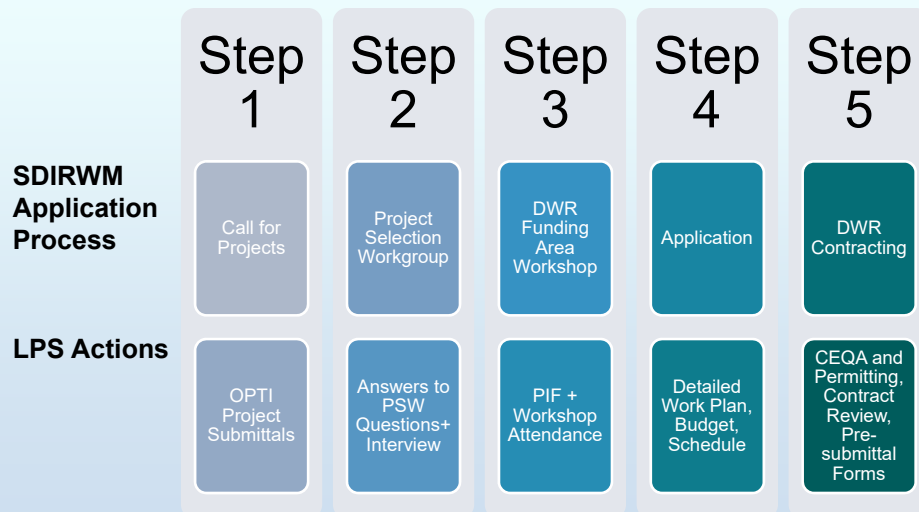 Step
1
Step
2
Step
3
Step
4
Step
5
SDIRWM
Application
Process
Call for
Projects
Project
Selection
Workgroup
DWR
Funding
Area
Workshop
Application
DWR
Contracting
LPS Actions
OPTI
Project
Submittals
Answers to
PSW
Questions+
Interview
PIF +
Workshop
Attendance
Detailed
Work Plan,
Budget,
Schedule
CEQA and
Permitting,
Contract
Review,
Pre-
submittal
Forms